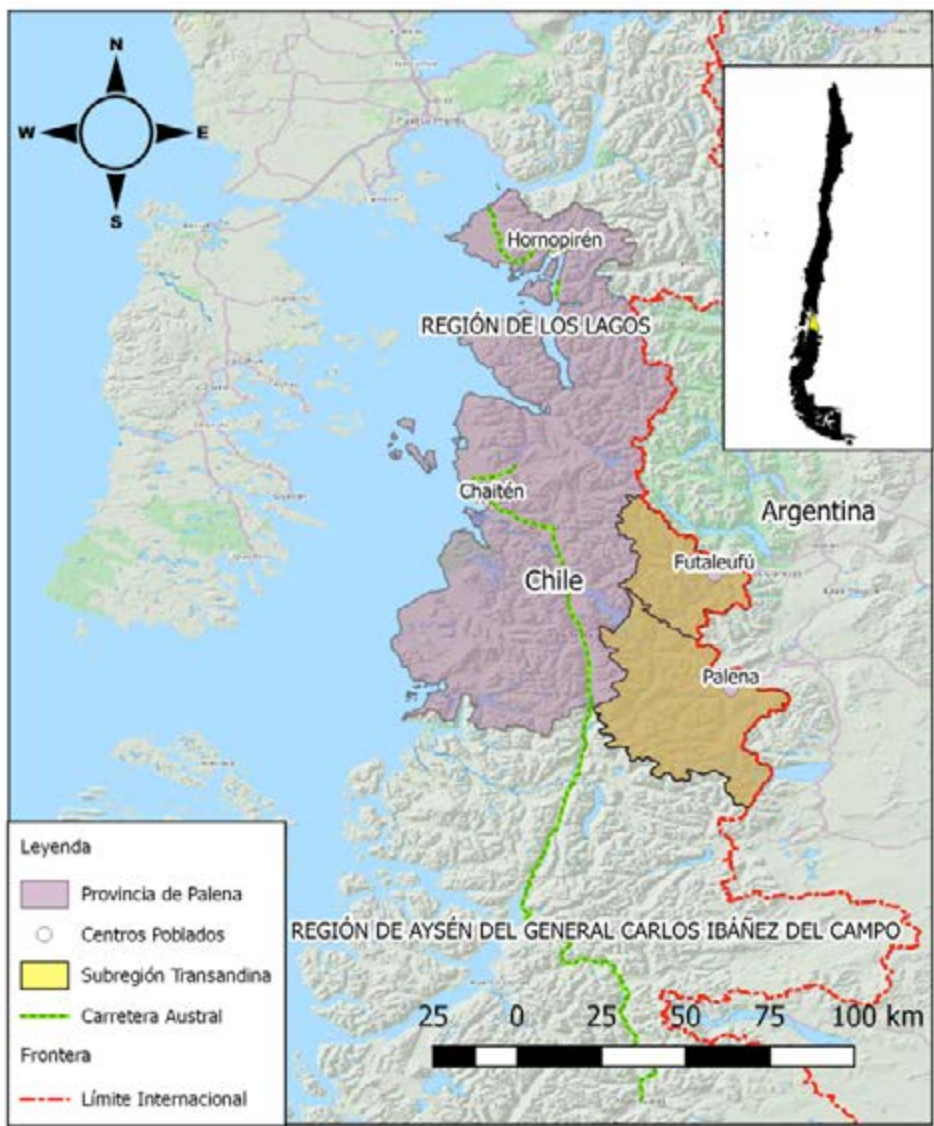 N
W
E
S
Hornopirén
REGIÓN DE LOS LAGOS
Chaitén
Argentina
Futaleufú
Chile
Palena
Leyenda
Provincia de Palena
Centros Poblados
Subregión Transandina
Carretera Austral
Frontera
Límite Internacional
REGIÓN DE AYSÉN DEL GENERAL CARLOS IBÁÑEZ DEL CAMPO
25 0 25 50 75 100 km